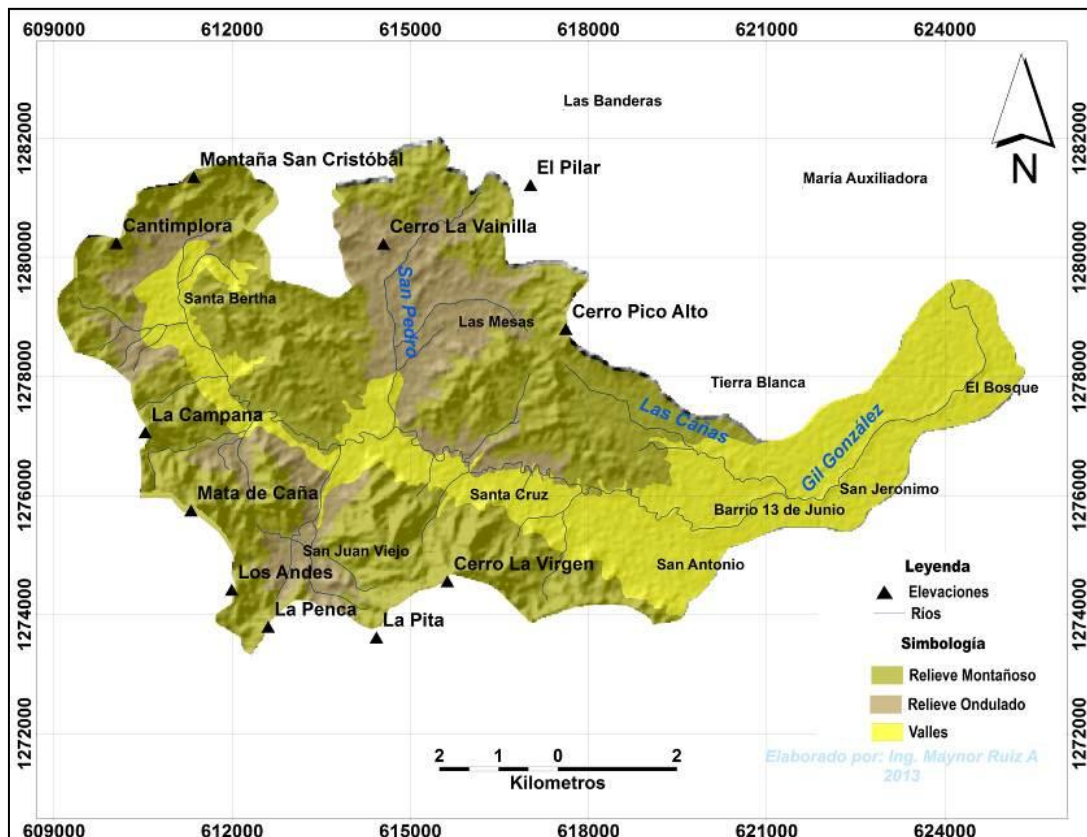 609000 612000 615000 618000 621000 624000
1282000
1280000
1278000
1276000
1274000
1272000
1282000
1280000
1278000
1276000
1274000
1272000
Las Banderas
N
Montaña San Cristóbal
El Pilar
María Auxiliadora
Cantimplora
Cerro La Vainilla
San Pedro
Santa Bertha
Las Mesas
Cerro Pico Alto
Tierra Blanca
El Bosque
La Campana
Las Cañas
Gil González
Mata de Caña
Santa Cruz
San Jeronimo
Barrio 13 de Junio
San Juan Viejo
Cerro La Virgen
San Antonio
Los Andes
La Penca
La Pita
Leyenda
Elevaciones
Ríos
Simbología
Relieve Montañoso
Relieve Ondulado
Valles
2 1 0 2
Kilometros
Elaborado por: Ing. Maynor Ruiz A
2013
609000 612000 615000 618000 621000 624000